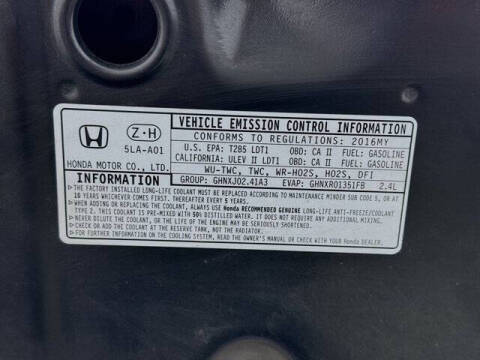 Z-H
5LA-A01
HONDA MOTOR CO., LTD.
VEHICLE EMISSION CONTROL INFORMATION
CONFORMS TO REGULATIONS: 2016MY
U.S. EPA: T2B5 LDT1 OBD: CA II FUEL: GASOLINE
CALIFORNIA: ULEV II LDT1 OBD: CA II FUEL: GASOLINE
WU-TWC, TWC, WR-HO2S, HO2S, DFI
GROUP: GHNXJ02.41A3 EVAP: GHNXR01351FB 2.4L
INFORMATION
★THE FACTORY INSTALLED LONG-LIFE COOLANT MUST BE REPLACED ACCORDING TO MAINTENANCE MINDER SUB CODE 5, OR AT
10 YEARS WHICHEVER COMES FIRST. THEREAFTER EVERY 5 YEARS.
★WHEN REPLACING THE COOLANT, ALWAYS USE Honda RECOMMENDED GENUINE LONG-LIFE ANTI-FREEZE/COOLANT
TYPE 2. THIS COOLANT IS PRE-MIXED WITH 50% DISTILLED WATER, IT DOES NOT REQUIRE ANY ADDITIONAL MIXING.
★NEVER DILUTE THE COOLANT, OR LIFE OF THE ENGINE MAY BE SERIOUSLY SHORTENED.
★CHECK AND ADD COOLANT AT THE RESERVE TANK, NOT THE RADIATOR.
★FOR FURTHER INFORMATION ON THE COOLING SYSTEM, SEE THE OWNER'S MANUAL OR CHECK WITH YOUR Honda DEALER.